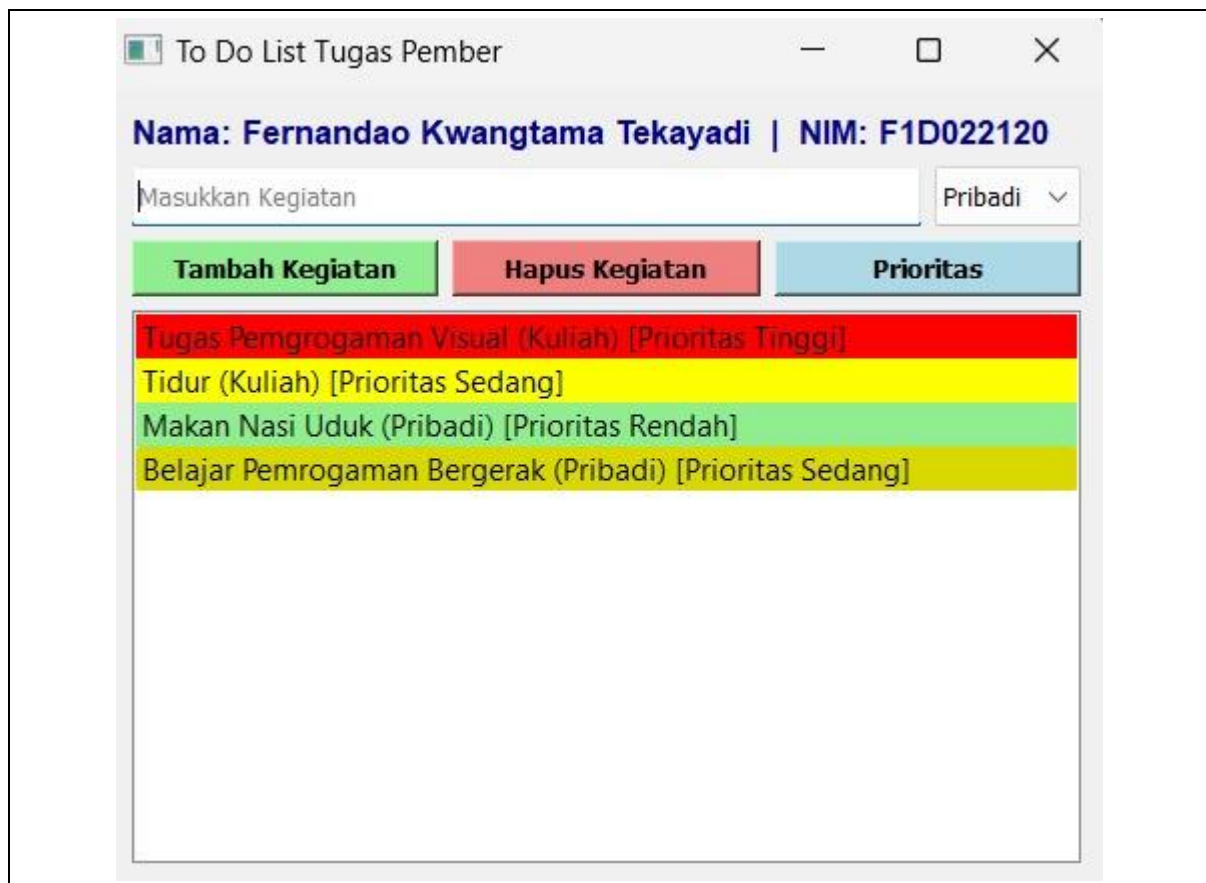 To Do List Tugas Pember
Nama: Fernandao Kwangtama Tekayadi | NIM: F1D022120
Masukkan Kegiatan Pribadi
Tambah Kegiatan Hapus Kegiatan Prioritas
Tugas Pemgrogaman Visual (Kuliah) [Prioritas Tinggi]
Tidur (Kuliah) [Prioritas Sedang]
Makan Nasi Uduk (Pribadi) [Prioritas Rendah]
Belajar Pemrogaman Bergerak (Pribadi) [Prioritas Sedang]